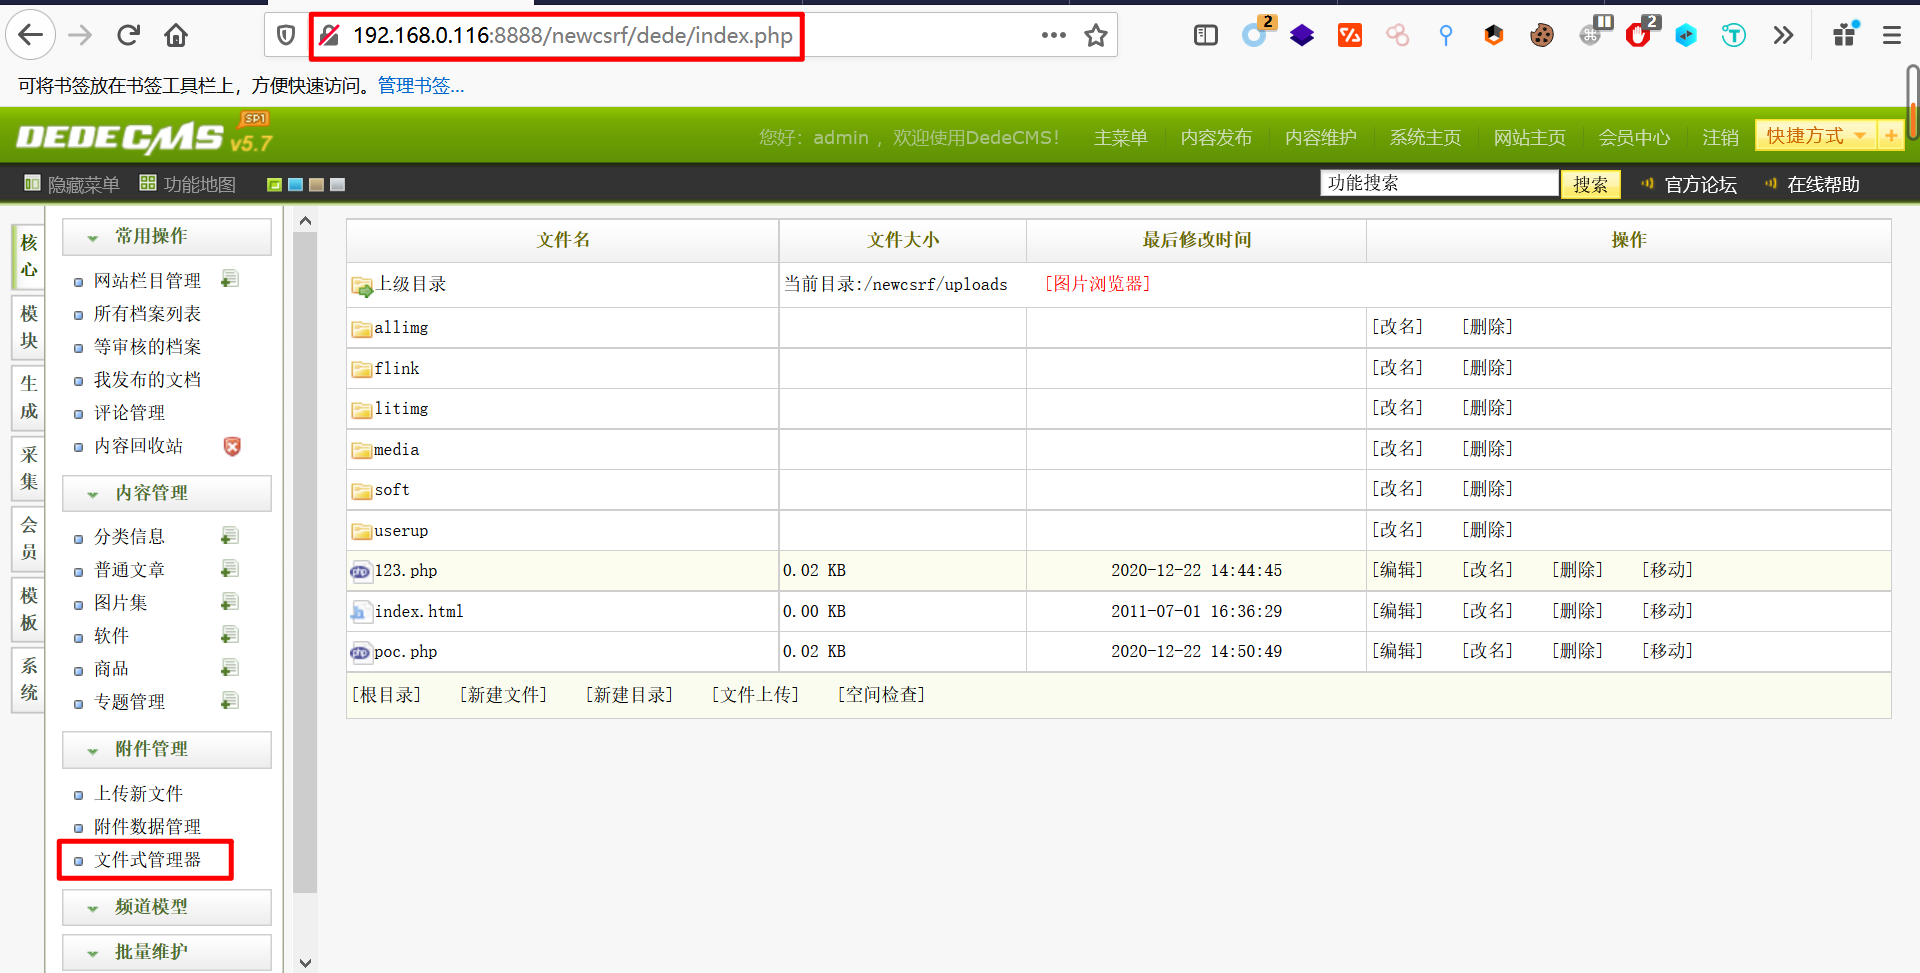 192.168.0.116:8888/newcsrf/dede/index.php
2
2
可将书签放在书签工具栏上，方便快速访问。管理书签...
DEDECMS v5.7 SP1
您好：admin ，欢迎使用DedeCMS！ 主菜单 内容发布 内容维护 系统主页 网站主页 会员中心 注销 快捷方式 +
隐藏菜单 功能地图 功能搜索 搜索 官方论坛 在线帮助
核心
模块
生成
采集
会员
模板
系统
常用操作
网站栏目管理
所有档案列表
等审核的档案
我发布的文档
评论管理
内容回收站
内容管理
分类信息
普通文章
图片集
软件
商品
专题管理
附件管理
上传新文件
附件数据管理
文件式管理器
频道模型
批量维护
文件名 文件大小 最后修改时间 操作
上级目录 当前目录:/newcsrf/uploads [图片浏览器]
allimg [改名] [删除]
flink [改名] [删除]
litimg [改名] [删除]
media [改名] [删除]
soft [改名] [删除]
userup [改名] [删除]
123.php 0.02 KB 2020-12-22 14:44:45 [编辑] [改名] [删除] [移动]
index.html 0.00 KB 2011-07-01 16:36:29 [编辑] [改名] [删除] [移动]
poc.php 0.02 KB 2020-12-22 14:50:49 [编辑] [改名] [删除] [移动]
[根目录] [新建文件] [新建目录] [文件上传] [空间检查]